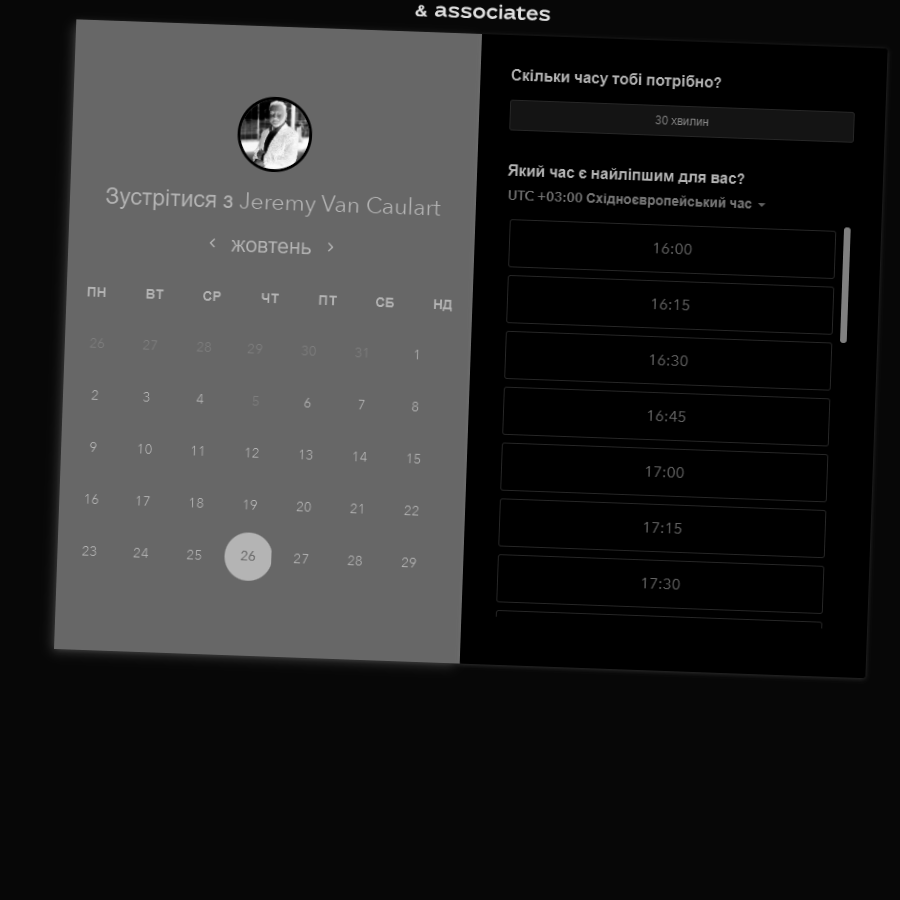 & associates
Зустрітися з Jeremy Van Caulart
‹ жовтень ›
ПН ВТ СР ЧТ ПТ СБ НД
26 27 28 29 30 31 1
2 3 4 5 6 7 8
9 10 11 12 13 14 15
16 17 18 19 20 21 22
23 24 25 26 27 28 29
Скільки часу тобі потрібно?
30 хвилин
Який час є найліпшим для вас?
UTC +03:00 Східноєвропейський час
16:00
16:15
16:30
16:45
17:00
17:15
17:30